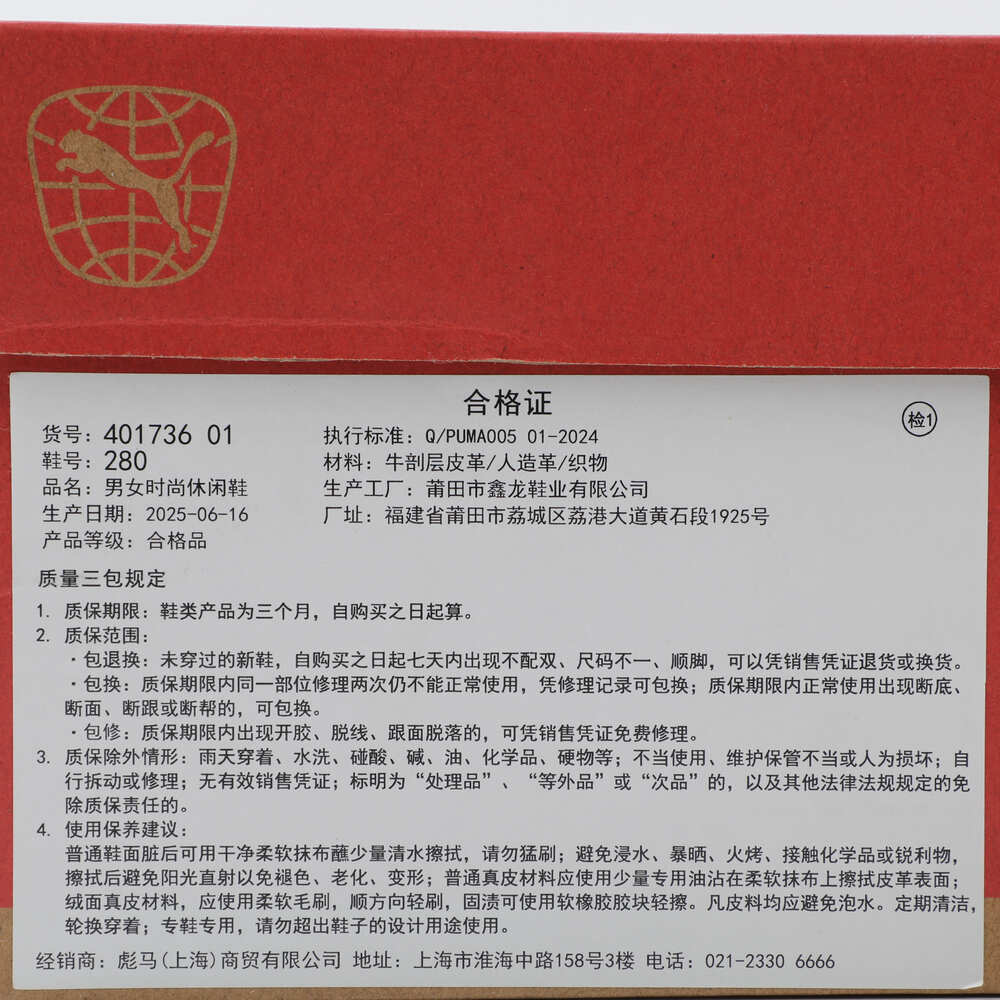 合格证
检1
货号：401736 01
执行标准：Q/PUMA005 01-2024
鞋号：280
材料：牛剖层皮革/人造革/织物
品名：男女时尚休闲鞋
生产工厂：莆田市鑫龙鞋业有限公司
生产日期：2025-06-16
厂址：福建省莆田市荔城区荔港大道黄石段1925号
产品等级：合格品
质量三包规定
1. 质保期限：鞋类产品为三个月，自购买之日起算。
2. 质保范围：
·包退换：未穿过的新鞋，自购买之日起七天内出现不配双、尺码不一、顺脚，可以凭销售凭证退货或换货。
·包换：质保期限内同一部位修理两次仍不能正常使用，凭修理记录可包换；质保期限内正常使用出现断底、
断面、断跟或断帮的，可包换。
·包修：质保期限内出现开胶、脱线、跟面脱落的，可凭销售凭证免费修理。
3. 质保除外情形：雨天穿着、水洗、碰酸、碱、油、化学品、硬物等；不当使用、维护保管不当或人为损坏；自
行拆动或修理；无有效销售凭证；标明为“处理品”、“等外品”或“次品”的，以及其他法律法规规定的免
除质保责任的。
4. 使用保养建议：
普通鞋面脏后可用干净柔软抹布蘸少量清水擦拭，请勿猛刷；避免浸水、暴晒、火烤、接触化学品或锐利物，
擦拭后避免阳光直射以免褪色、老化、变形；普通真皮材料应使用少量专用油沾在柔软抹布上擦拭皮革表面；
绒面真皮材料，应使用柔软毛刷，顺方向轻刷，固渍可使用软橡胶胶块轻擦。凡皮料均应避免泡水。定期清洁，
轮换穿着；专鞋专用，请勿超出鞋子的设计用途使用。
经销商：彪马(上海)商贸有限公司 地址：上海市淮海中路158号3楼 电话：021-2330 6666